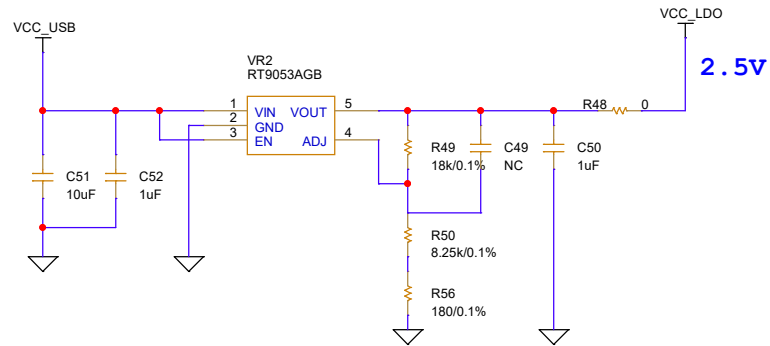 VCC_USB
VCC_LDO
2.5V
VR2
RT9053AGB
1 VIN VOUT 5
2 GND
3 EN ADJ 4
R48 0
R49
18k/0.1%
C49
NC
C50
1uF
C51
10uF
C52
1uF
R50
8.25k/0.1%
R56
180/0.1%